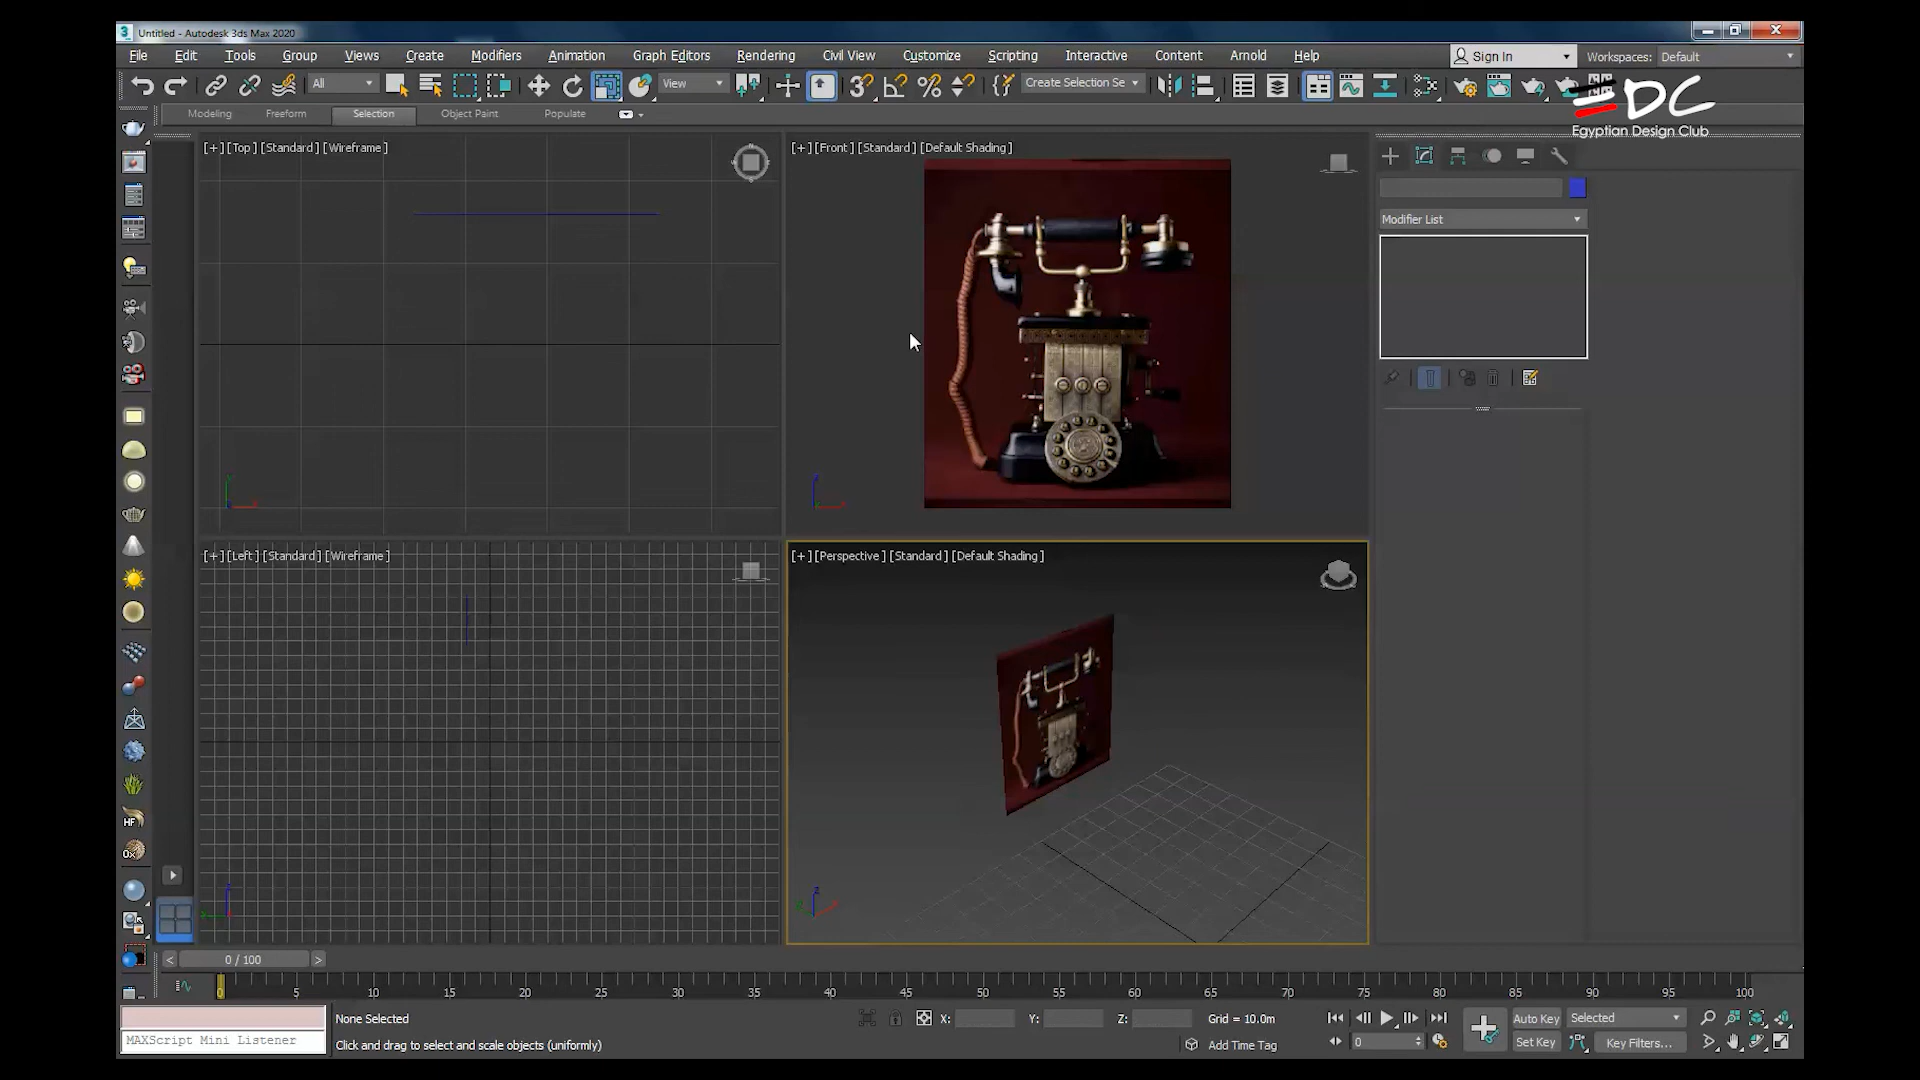 3 Untitled - Autodesk 3ds Max 2020
File Edit Tools Group Views Create Modifiers Animation Graph Editors Rendering Civil View Customize Scripting Interactive Content Arnold Help Sign In Workspaces: Default
All View Create Selection Se
EDC
Egyptian Design Club
Modeling Freeform Selection Object Paint Populate
[+] [Top] [Standard] [Wireframe]
[+] [Front] [Standard] [Default Shading]
Modifier List
[+] [Left] [Standard] [Wireframe]
[+] [Perspective] [Standard] [Default Shading]
0 / 100
0 5 10 15 20 25 30 35 40 45 50 55 60 65 70 75 80 85 90 95 100
None Selected X: Y: Z: Grid = 10.0m Auto Key Selected
MAXScript Mini Listener Click and drag to select and scale objects (uniformly) Add Time Tag 0 Set Key Key Filters...